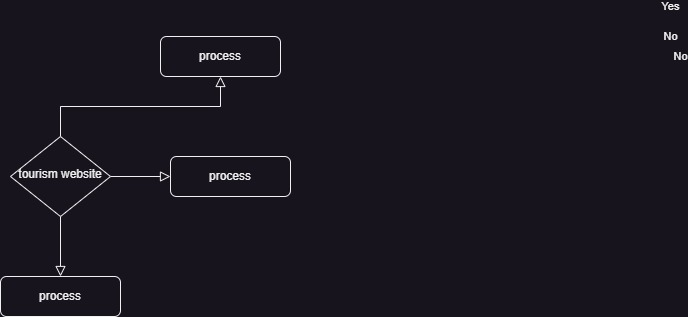 Yes
No
No
process
tourism website
process
process